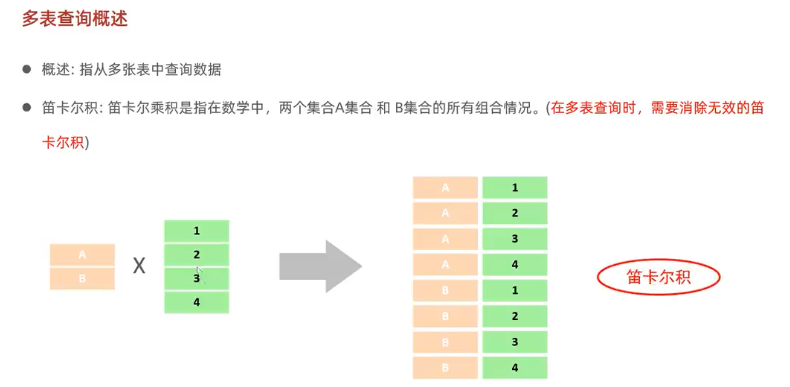 多表查询概述
概述: 指从多张表中查询数据
笛卡尔积: 笛卡尔乘积是指在数学中，两个集合A集合 和 B集合的所有组合情况。(在多表查询时，需要消除无效的笛
卡尔积)
A
B
X
1
2
3
4
A 1
A 2
A 3
A 4
B 1
B 2
B 3
B 4
笛卡尔积